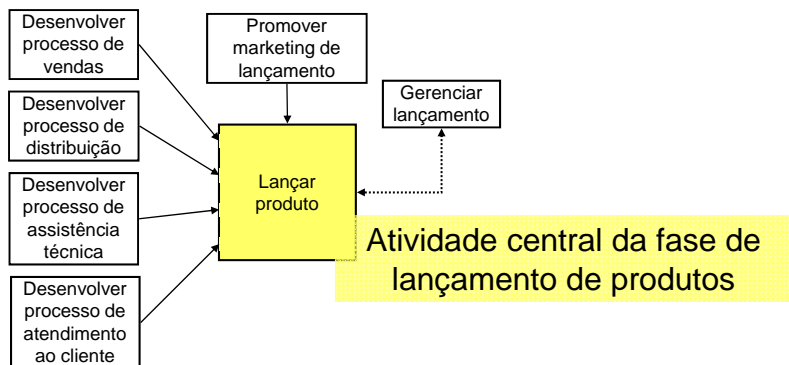 Desenvolver
processo de
vendas
Promover
marketing de
lançamento
Gerenciar
lançamento
Desenvolver
processo de
distribuição
Lançar
produto
Desenvolver
processo de
assistência
técnica
Atividade central da fase de
lançamento de produtos
Desenvolver
processo de
atendimento
ao cliente